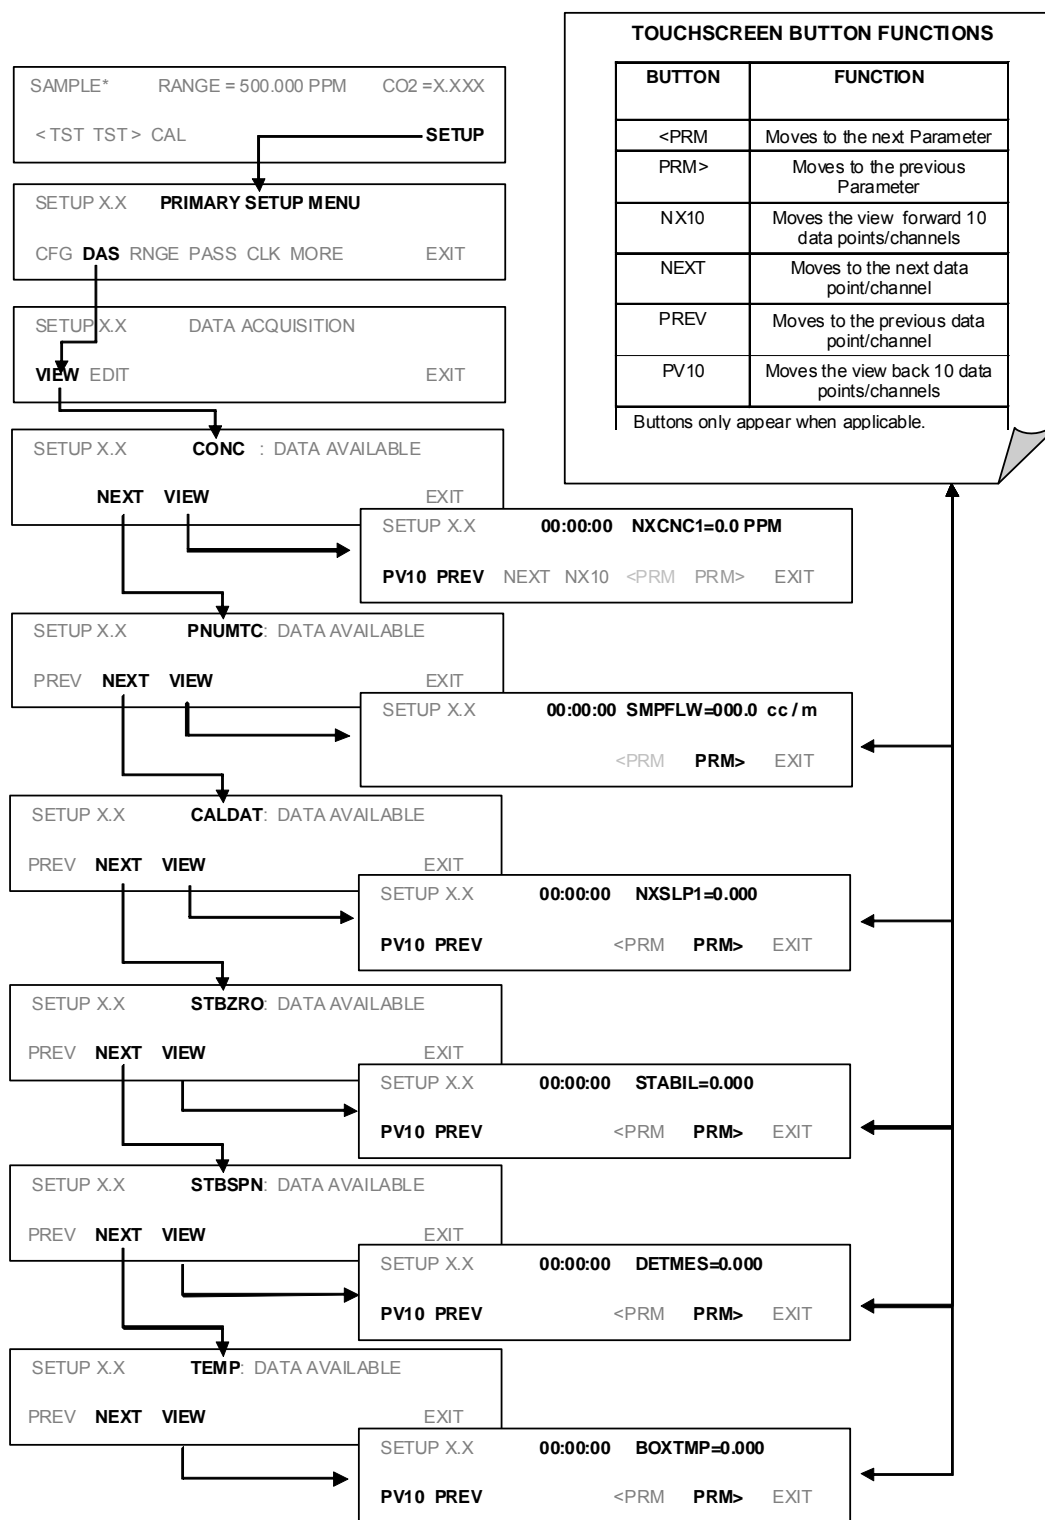 TOUCHSCREEN BUTTON FUNCTIONS
BUTTON FUNCTION
<PRM Moves to the next Parameter
PRM> Moves to the previous
Parameter
NX10 Moves the view forward 10
data points/channels
NEXT Moves to the next data
point/channel
PREV Moves to the previous data
point/channel
PV10 Moves the view back 10 data
points/channels
Buttons only appear when applicable.
SAMPLE* RANGE = 500.000 PPM CO2 =X.XXX
< TST TST > CAL SETUP
SETUP X.X PRIMARY SETUP MENU
CFG DAS RNGE PASS CLK MORE EXIT
SETUP X.X DATA ACQUISITION
VIEW EDIT EXIT
SETUP X.X CONC : DATA AVAILABLE
NEXT VIEW EXIT
SETUP X.X 00:00:00 NXCNC1=0.0 PPM
PV10 PREV NEXT NX10 <PRM PRM> EXIT
SETUP X.X PNUMTC: DATA AVAILABLE
PREV NEXT VIEW EXIT
SETUP X.X 00:00:00 SMPFLW=000.0 cc / m
<PRM PRM> EXIT
SETUP X.X CALDAT: DATA AVAILABLE
PREV NEXT VIEW EXIT
SETUP X.X 00:00:00 NXSLP1=0.000
PV10 PREV <PRM PRM> EXIT
SETUP X.X STBZRO: DATA AVAILABLE
PREV NEXT VIEW EXIT
SETUP X.X 00:00:00 STABIL=0.000
PV10 PREV <PRM PRM> EXIT
SETUP X.X STBSPN: DATA AVAILABLE
PREV NEXT VIEW EXIT
SETUP X.X 00:00:00 DETMES=0.000
PV10 PREV <PRM PRM> EXIT
SETUP X.X TEMP: DATA AVAILABLE
PREV NEXT VIEW EXIT
SETUP X.X 00:00:00 BOXTMP=0.000
PV10 PREV <PRM PRM> EXIT